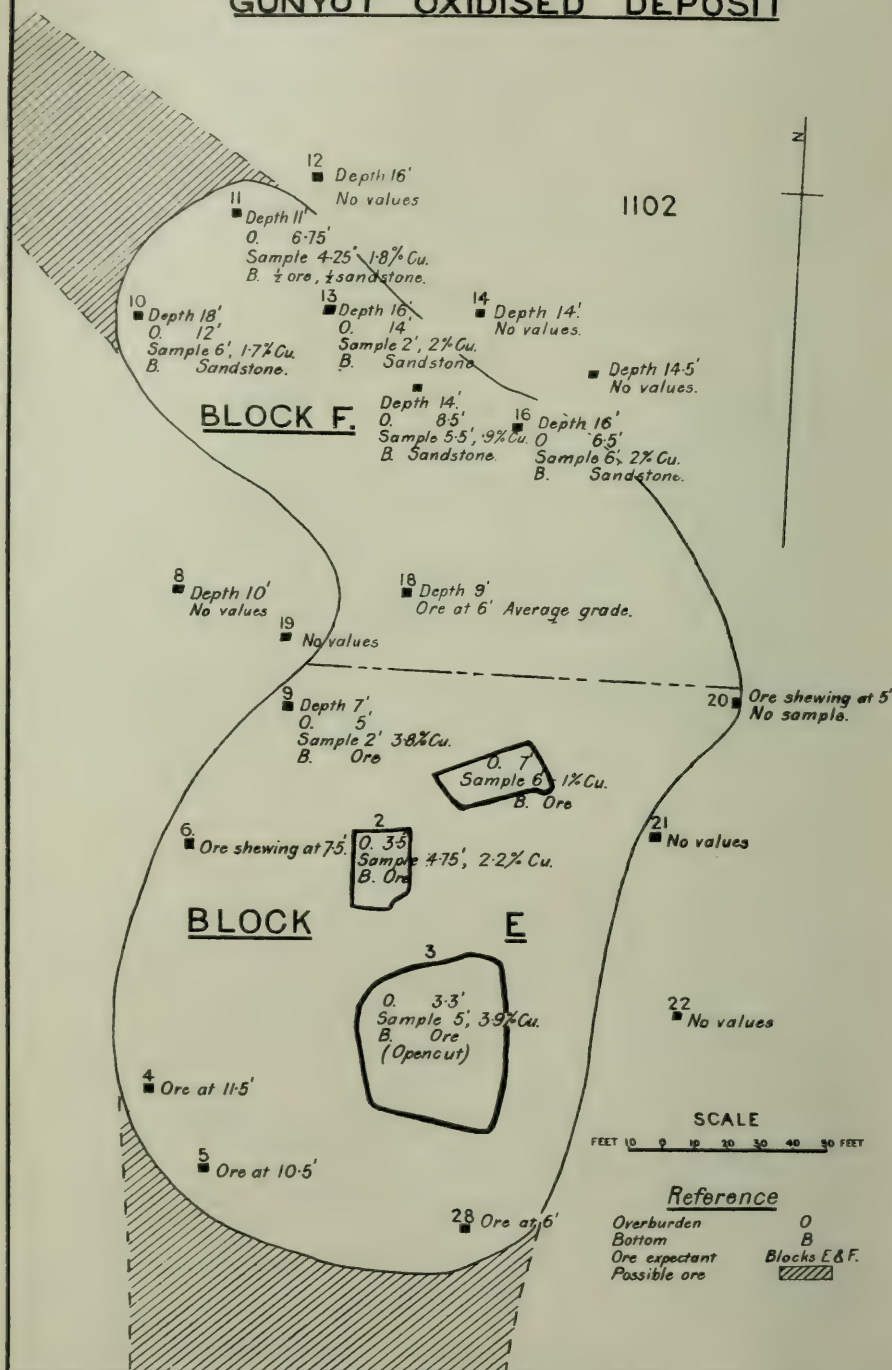 GUNYUT OXIDISED DEPOSIT
N
12
Depth 16'
No values
1102
11
Depth 11'
O. 6·75'
Sample 4·25' 1·8% Cu.
B. ½ ore, ½ sandstone.
10
Depth 18'
O. 12'
Sample 6', 1·7% Cu.
B. Sandstone.
13
Depth 16'
O. 14'
Sample 2', 2% Cu.
B. Sandstone
14
Depth 14'.
No values.
Depth 14·5'
No values.
BLOCK F.
Depth 14'.
O. 8·5'
Sample 5·5', ·9% Cu.
B. Sandstone.
16
Depth 16'
O 6·5'
Sample 6', 2% Cu.
B. Sandstone.
8
Depth 10'
No values
18
Depth 9'
Ore at 6' Average grade.
19
No values
9
Depth 7'
O. 5'
Sample 2' 3·8% Cu.
B. Ore
20
Ore shewing at 5'
No sample.
O. 7'
Sample 6' 1% Cu.
B. Ore
6.
Ore shewing at 7·5'.
2
O. 3·5'
Sample 4·75', 2·2% Cu.
B. Ore
21
No values
BLOCK E
3
O. 3·3'
Sample 5', 3·9% Cu.
B. Ore
(Opencut)
22
No values
4
Ore at 11·5'
5
Ore at 10·5'
28
Ore at 6'
SCALE
FEET 10 0 10 20 30 40 50 FEET
Reference
Overburden O
Bottom B
Ore expectant Blocks E & F.
Possible ore